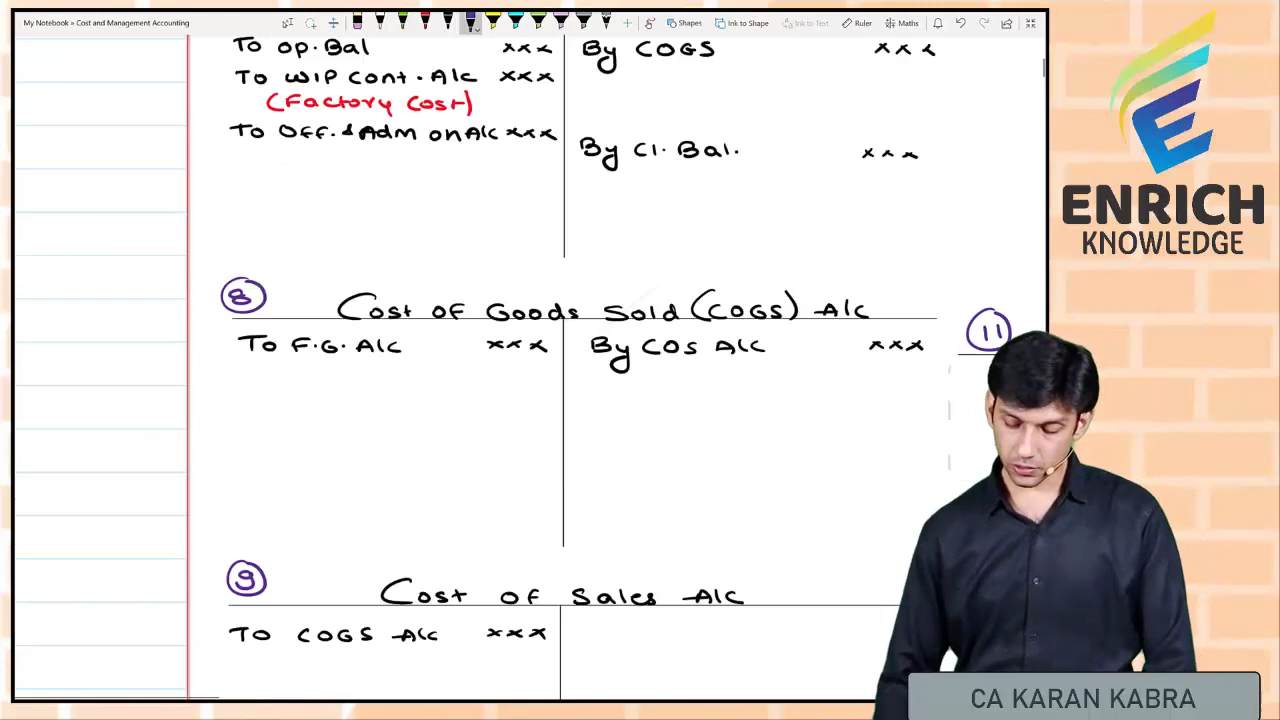 My Notebook » Cost and Management Accounting
Shapes
Ink to Shape
Ink to Text
Ruler
Maths
To Op. Bal xxx
By COGS xxx
To WIP Cont. A/c xxx
(Factory Cost)
To Off. & Adm OH A/c xxx
By Cl. Bal. xxx
8
Cost of Goods Sold (COGS) A/c
To F.G. A/c xxx
By COS A/c xxx
11
9
Cost of Sales A/c
To COGS A/c xxx
ENRICH
KNOWLEDGE
CA KARAN KABRA